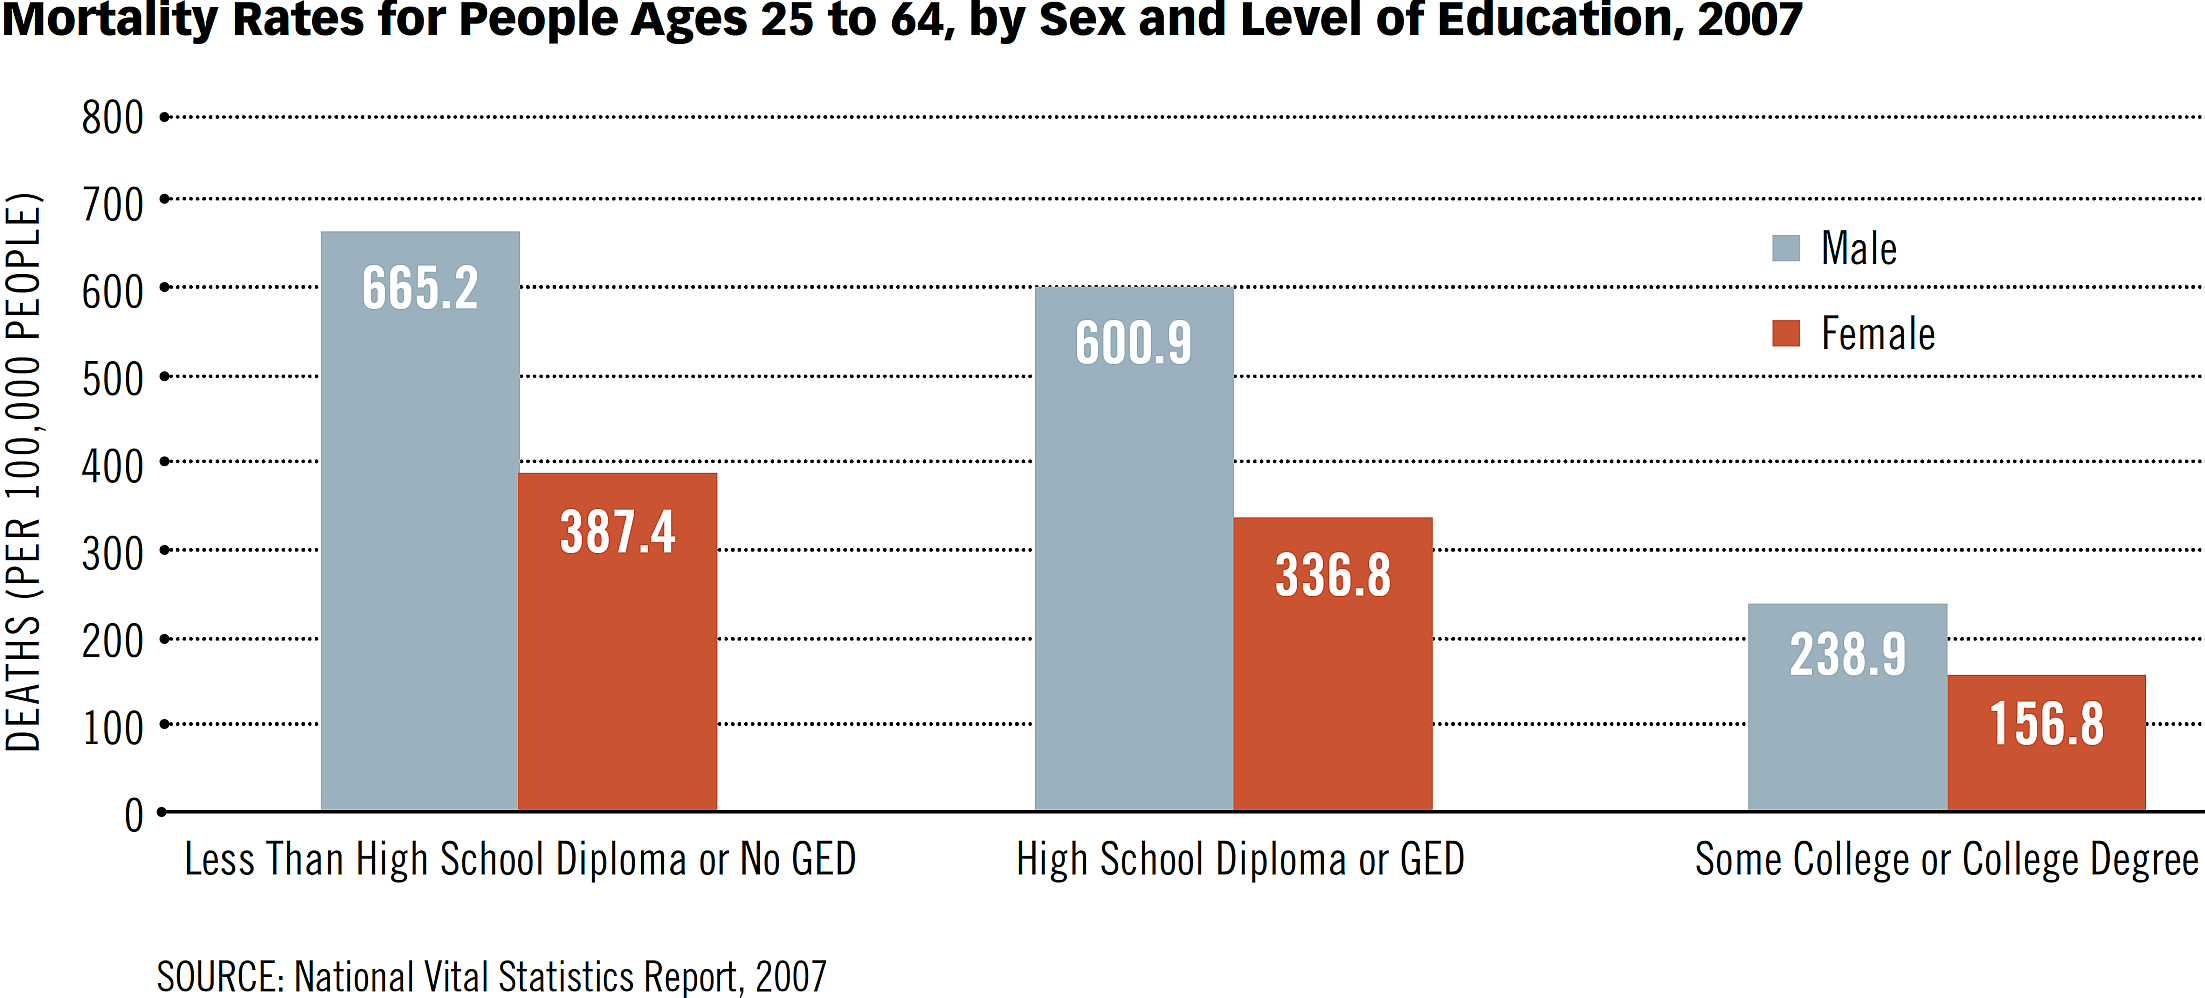 Mortality Rates for People Ages 25 to 64, by Sex and Level of Education, 2007
DEATHS (PER 100,000 PEOPLE)
800
700
600
500
400
300
200
100
0
Male
Female
665.2
387.4
600.9
336.8
238.9
156.8
Less Than High School Diploma or No GED
High School Diploma or GED
Some College or College Degree
SOURCE: National Vital Statistics Report, 2007